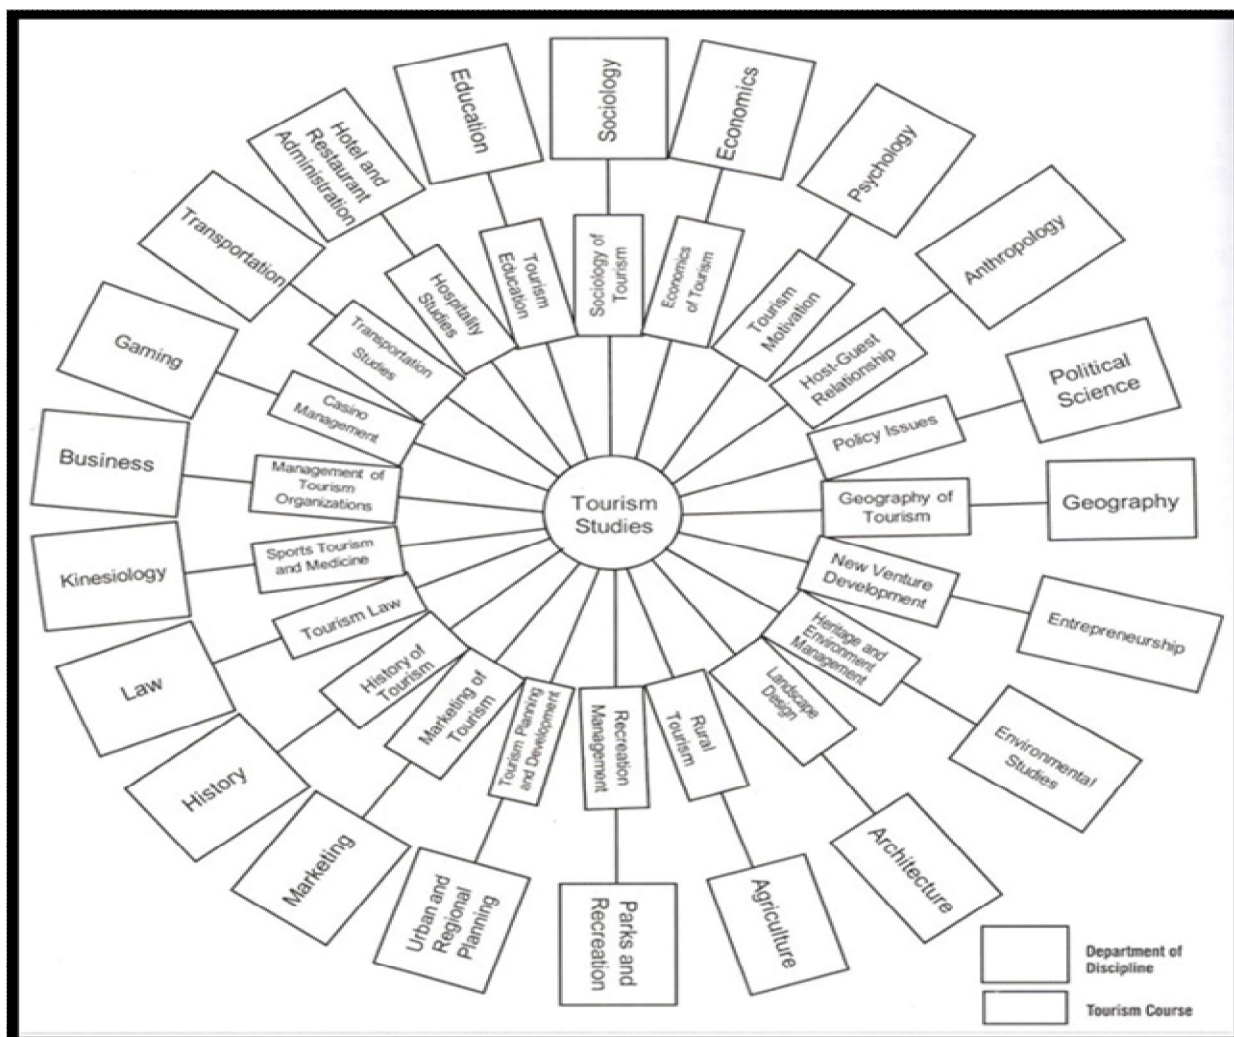 Sociology
Economics
Psychology
Anthropology
Political
Science
Geography
Entrepreneurship
Environmental
Studies
Architecture
Agriculture
Parks and
Recreation
Urban and
Regional
Planning
Marketing
History
Law
Kinesiology
Business
Gaming
Transportation
Hotel and
Restaurant
Administration
Education
Sociology of
Tourism
Economics
of Tourism
Tourism
Motivation
Host-Guest
Relationship
Policy Issues
Geography of
Tourism
New Venture
Development
Heritage and
Environment
Management
Landscape
Design
Rural
Tourism
Recreation
Management
Tourism Planning
and Development
Marketing of
Tourism
History of
Tourism
Tourism Law
Sports Tourism
and Medicine
Management of
Tourism
Organizations
Casino
Management
Transportation
Studies
Hospitality
Studies
Tourism
Education
Tourism
Studies
Department of
Discipline
Tourism Course